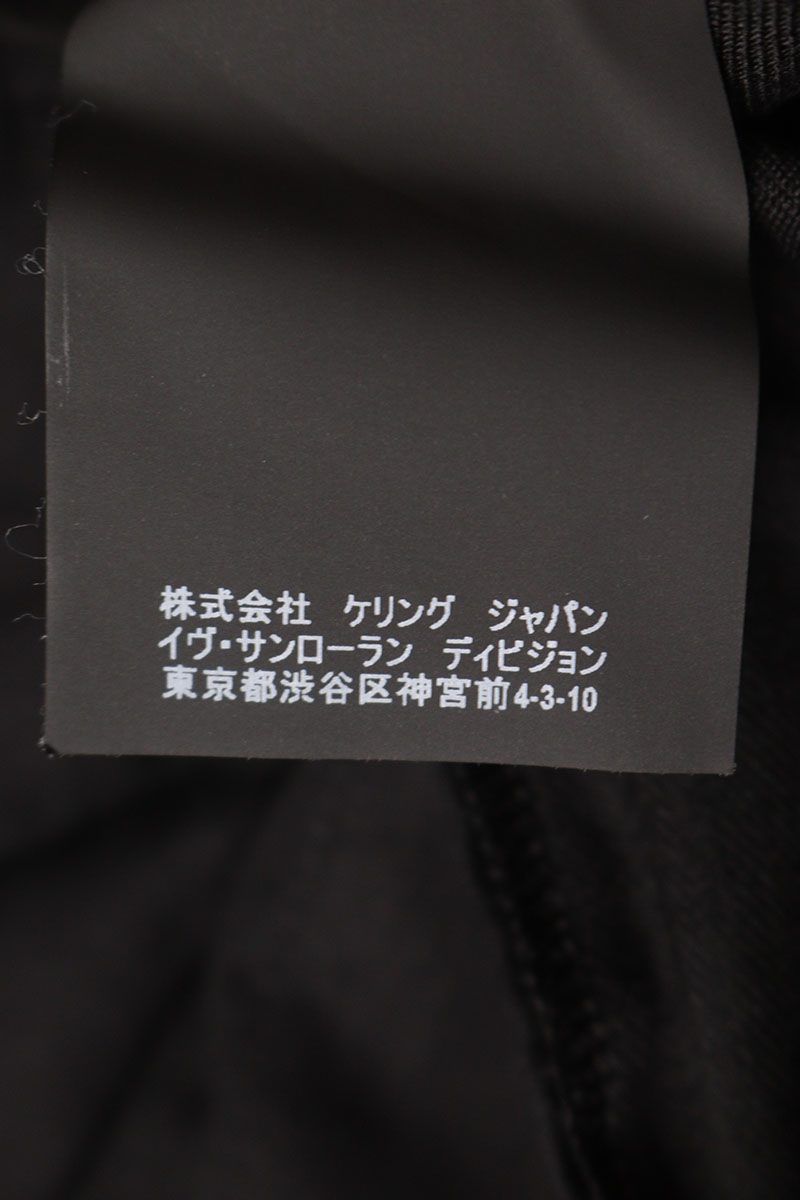 株式会社 ケリング ジャパン
イヴ・サンローラン ディビジョン
東京都渋谷区神宮前4-3-10